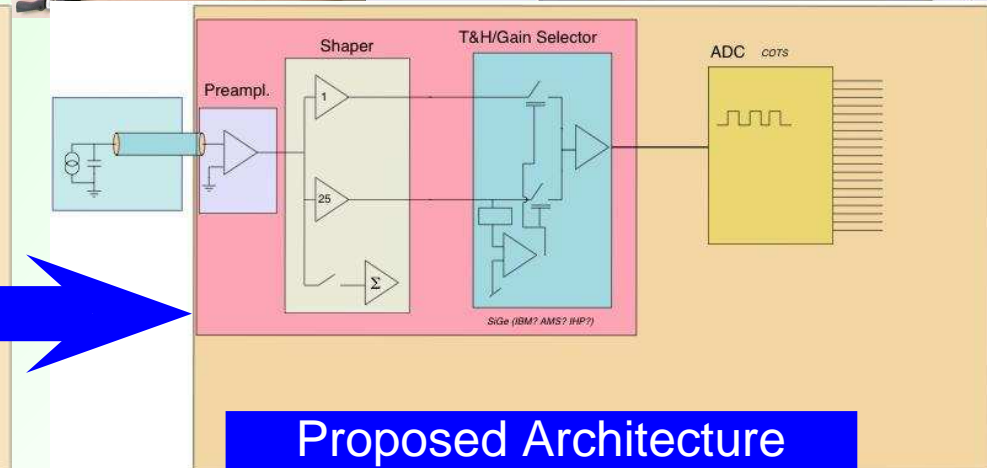 Shaper
T&H/Gain Selector
ADC COTS
Preampl.
1
25
Σ
SiGe (IBM? AMS? IHP?)
Proposed Architecture